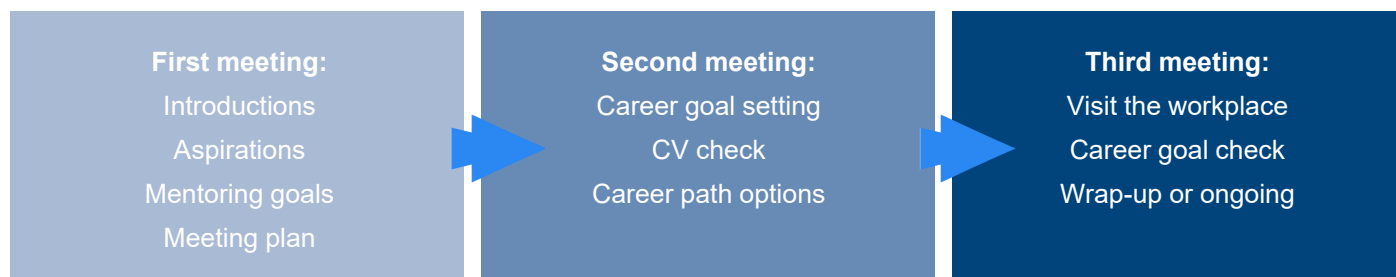 First meeting:
Introductions
Aspirations
Mentoring goals
Meeting plan
Second meeting:
Career goal setting
CV check
Career path options
Third meeting:
Visit the workplace
Career goal check
Wrap-up or ongoing